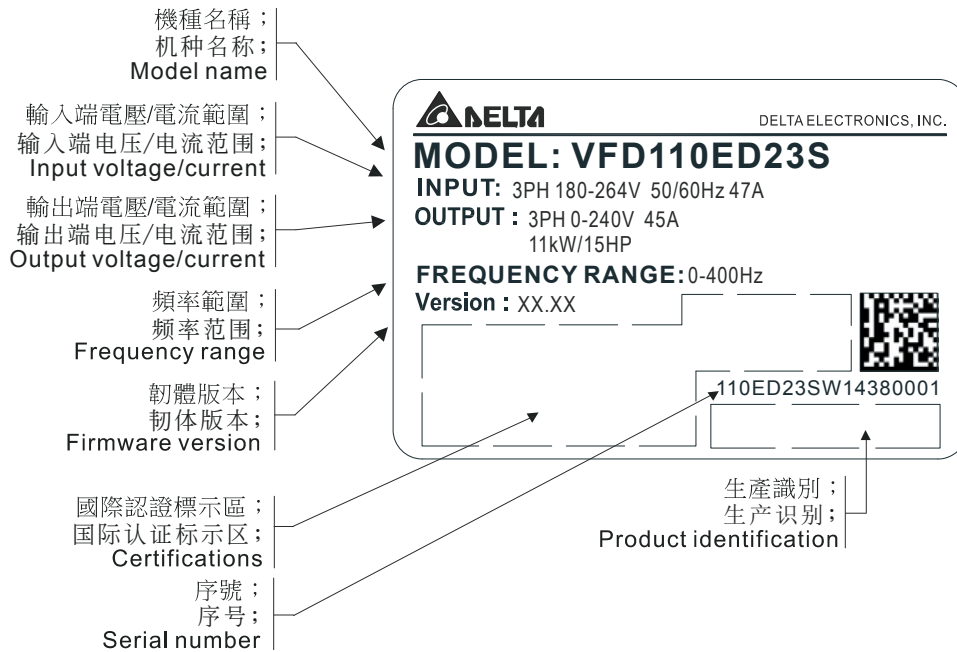 機種名稱；
机种名称；
Model name
輸入端電壓/電流範圍；
输入端电压/电流范围；
Input voltage/current
輸出端電壓/電流範圍；
输出端电压/电流范围；
Output voltage/current
頻率範圍；
频率范围；
Frequency range
韌體版本；
韧体版本；
Firmware version
國際認證標示區；
国际认证标示区；
Certifications
序號；
序号；
Serial number
DELTA
DELTA ELECTRONICS, INC.
MODEL: VFD110ED23S
INPUT: 3PH 180-264V 50/60Hz 47A
OUTPUT : 3PH 0-240V 45A
11kW/15HP
FREQUENCY RANGE: 0-400Hz
Version : XX.XX
110ED23SW14380001
生產識別；
生产识别；
Product identification